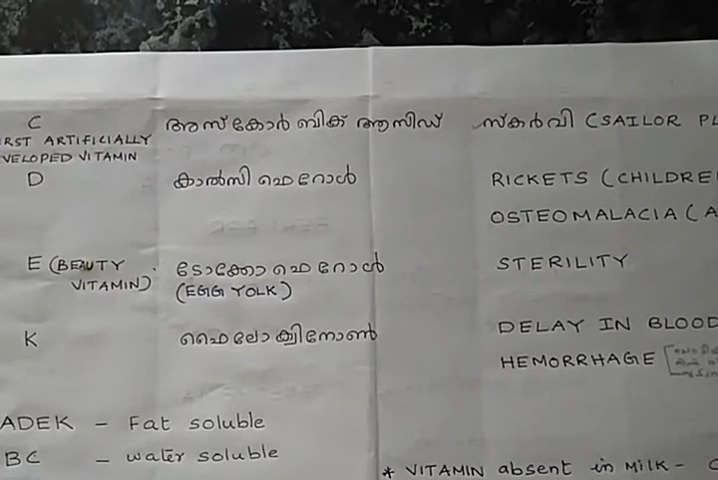 C അസ്കോർബിക് ആസിഡ് സ്കർവി (SAILOR PL
RST ARTIFICIALLY
VELOPED VITAMIN
D കാൽസിഫെറോൾ RICKETS (CHILDRE
OSTEOMALACIA (A
E (BEAUTY ടോക്കോഫെറോൾ STERILITY
VITAMIN) (EGG YOLK)
K ഫൈലോക്വിനോൺ DELAY IN BLOOD
HEMORRHAGE
ADEK - Fat soluble
BC - water soluble
* VITAMIN absent in MILK - C